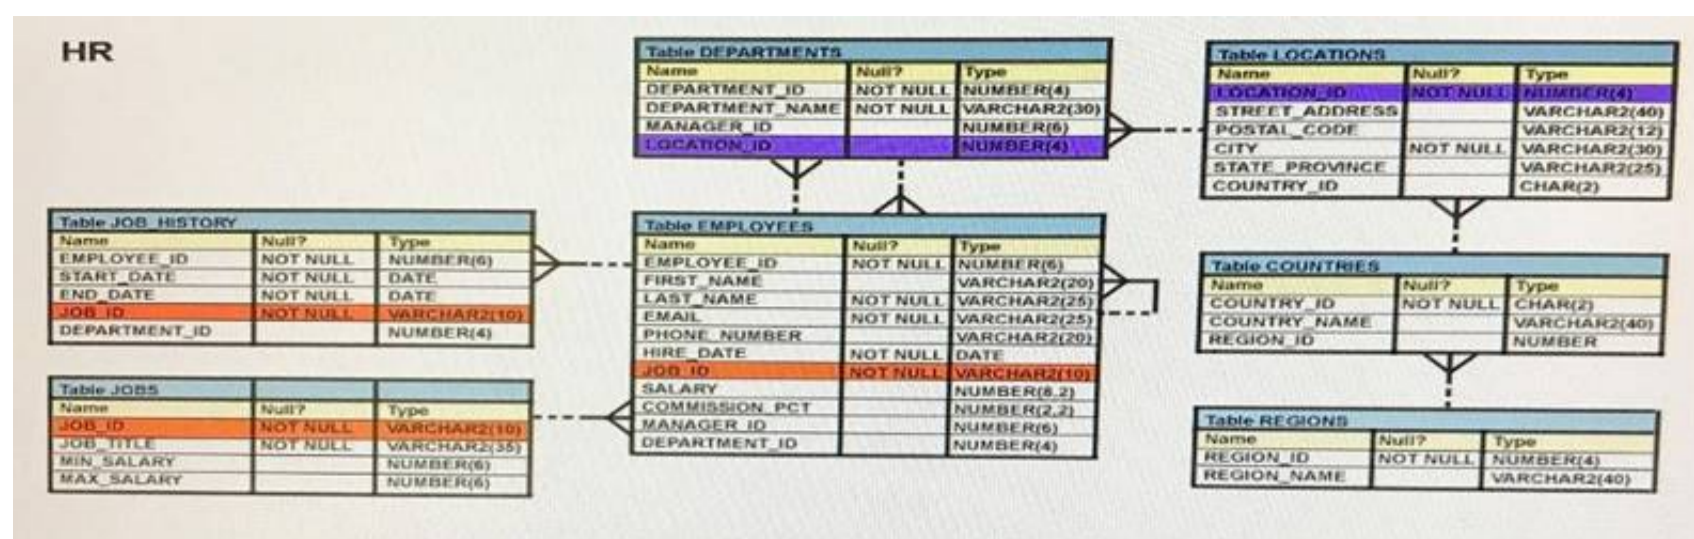 HR
Table DEPARTMENTS
Name Null? Type
DEPARTMENT_ID NOT NULL NUMBER(4)
DEPARTMENT_NAME NOT NULL VARCHAR2(30)
MANAGER_ID NUMBER(6)
LOCATION_ID NUMBER(4)
Table LOCATIONS
Name Null? Type
LOCATION_ID NOT NULL NUMBER(4)
STREET_ADDRESS VARCHAR2(40)
POSTAL_CODE VARCHAR2(12)
CITY NOT NULL VARCHAR2(30)
STATE_PROVINCE VARCHAR2(25)
COUNTRY_ID CHAR(2)
Table JOB_HISTORY
Name Null? Type
EMPLOYEE_ID NOT NULL NUMBER(6)
START_DATE NOT NULL DATE
END_DATE NOT NULL DATE
JOB_ID NOT NULL VARCHAR2(10)
DEPARTMENT_ID NUMBER(4)
Table EMPLOYEES
Name Null? Type
EMPLOYEE_ID NOT NULL NUMBER(6)
FIRST_NAME VARCHAR2(20)
LAST_NAME NOT NULL VARCHAR2(25)
EMAIL NOT NULL VARCHAR2(25)
PHONE_NUMBER VARCHAR2(20)
HIRE_DATE NOT NULL DATE
JOB_ID NOT NULL VARCHAR2(10)
SALARY NUMBER(8,2)
COMMISSION_PCT NUMBER(2,2)
MANAGER_ID NUMBER(6)
DEPARTMENT_ID NUMBER(4)
Table COUNTRIES
Name Null? Type
COUNTRY_ID NOT NULL CHAR(2)
COUNTRY_NAME VARCHAR2(40)
REGION_ID NUMBER
Table JOBS
Name Null? Type
JOB_ID NOT NULL VARCHAR2(10)
JOB_TITLE NOT NULL VARCHAR2(35)
MIN_SALARY NUMBER(6)
MAX_SALARY NUMBER(6)
Table REGIONS
Name Null? Type
REGION_ID NOT NULL NUMBER(4)
REGION_NAME VARCHAR2(40)